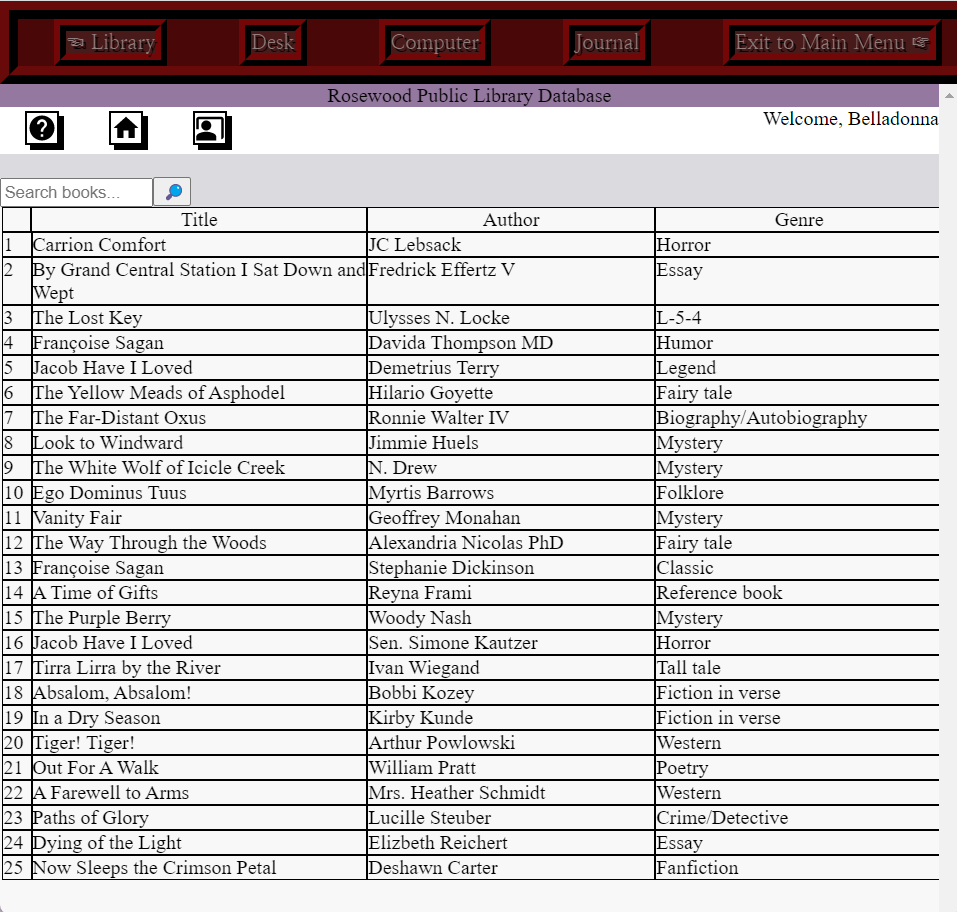 ☜ Library Desk Computer Journal Exit to Main Menu ☞
Rosewood Public Library Database
Welcome, Belladonna
Search books...
Title Author Genre
1 Carrion Comfort JC Lebsack Horror
2 By Grand Central Station I Sat Down and Fredrick Effertz V Essay
Wept
3 The Lost Key Ulysses N. Locke L-5-4
4 Françoise Sagan Davida Thompson MD Humor
5 Jacob Have I Loved Demetrius Terry Legend
6 The Yellow Meads of Asphodel Hilario Goyette Fairy tale
7 The Far-Distant Oxus Ronnie Walter IV Biography/Autobiography
8 Look to Windward Jimmie Huels Mystery
9 The White Wolf of Icicle Creek N. Drew Mystery
10 Ego Dominus Tuus Myrtis Barrows Folklore
11 Vanity Fair Geoffrey Monahan Mystery
12 The Way Through the Woods Alexandria Nicolas PhD Fairy tale
13 Françoise Sagan Stephanie Dickinson Classic
14 A Time of Gifts Reyna Frami Reference book
15 The Purple Berry Woody Nash Mystery
16 Jacob Have I Loved Sen. Simone Kautzer Horror
17 Tirra Lirra by the River Ivan Wiegand Tall tale
18 Absalom, Absalom! Bobbi Kozey Fiction in verse
19 In a Dry Season Kirby Kunde Fiction in verse
20 Tiger! Tiger! Arthur Powlowski Western
21 Out For A Walk William Pratt Poetry
22 A Farewell to Arms Mrs. Heather Schmidt Western
23 Paths of Glory Lucille Steuber Crime/Detective
24 Dying of the Light Elizbeth Reichert Essay
25 Now Sleeps the Crimson Petal Deshawn Carter Fanfiction